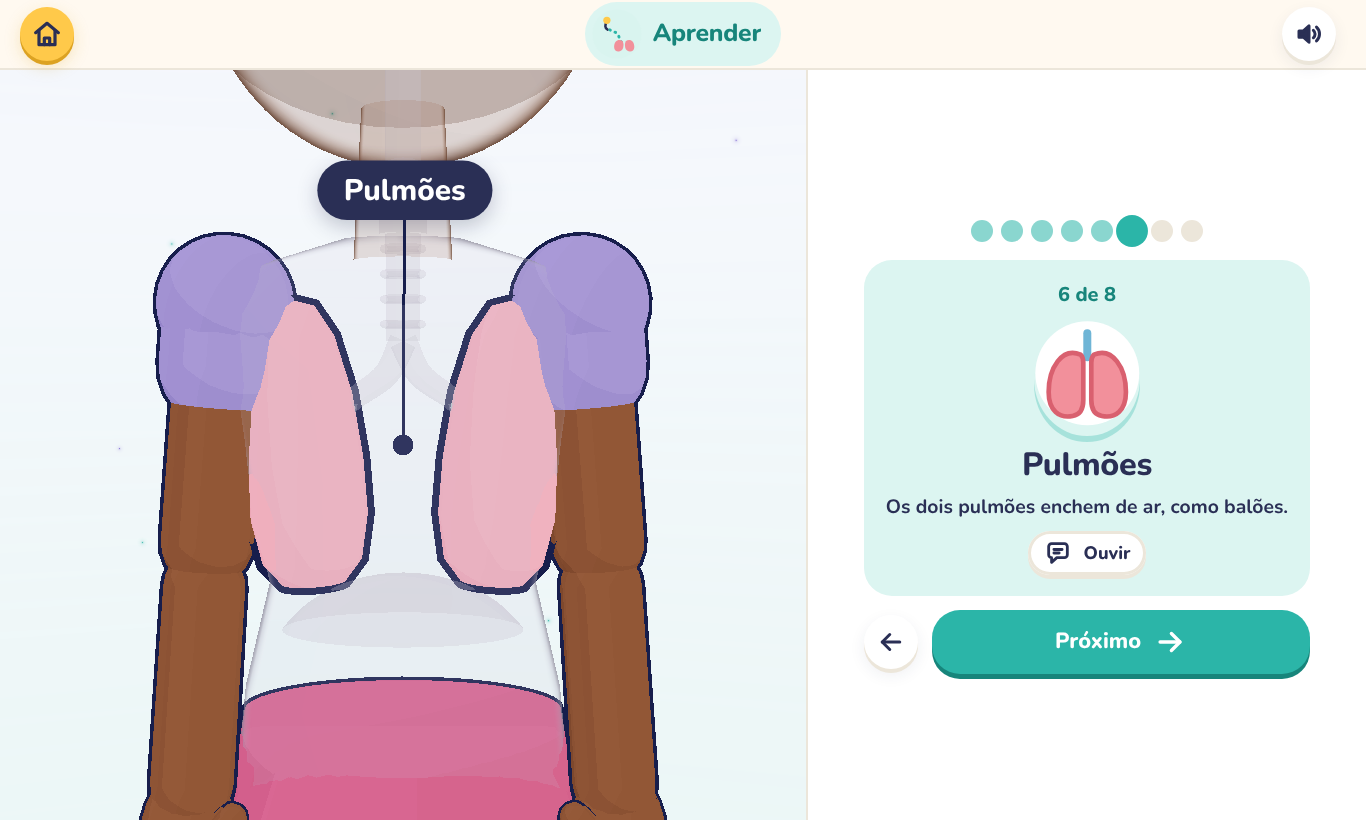 Aprender
Pulmões
6 de 8
Pulmões
Os dois pulmões enchem de ar, como balões.
Ouvir
Próximo